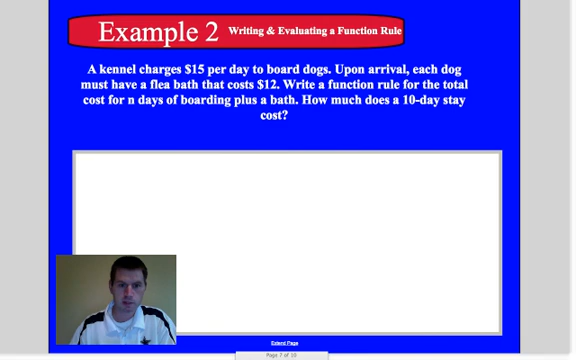 Example 2 Writing & Evaluating a Function Rule
A kennel charges $15 per day to board dogs. Upon arrival, each dog
must have a flea bath that costs $12. Write a function rule for the total
cost for n days of boarding plus a bath. How much does a 10-day stay
cost?
Extend Page
Page 7 of 10